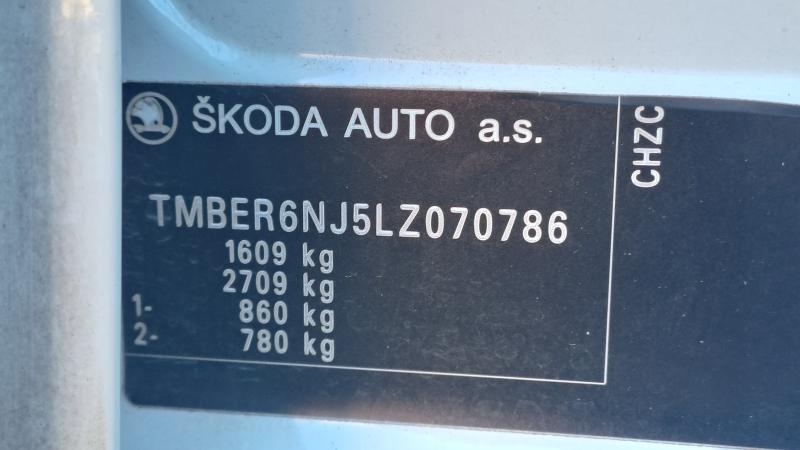 ŠKODA AUTO a.s.
TMBER6NJ5LZ070786
1609 kg
2709 kg
1- 860 kg
2- 780 kg
CHZC